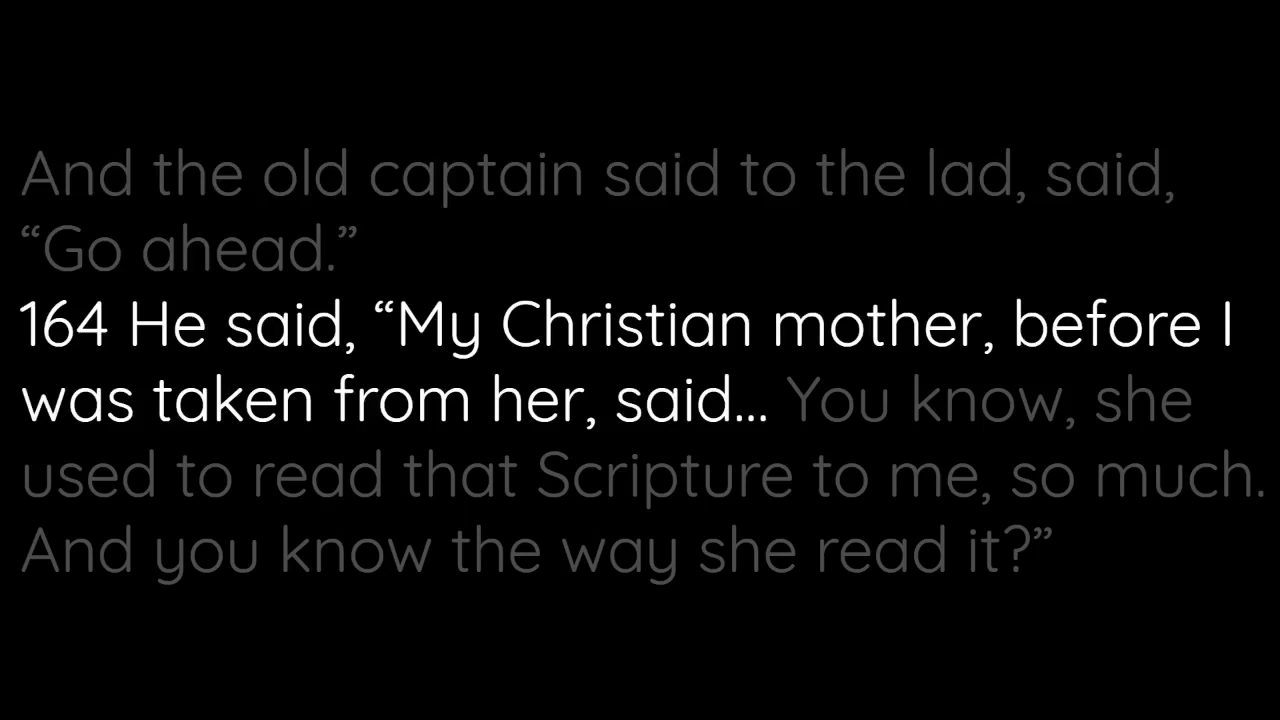 And the old captain said to the lad, said,
“Go ahead.”
164 He said, “My Christian mother, before I
was taken from her, said... You know, she
used to read that Scripture to me, so much.
And you know the way she read it?”